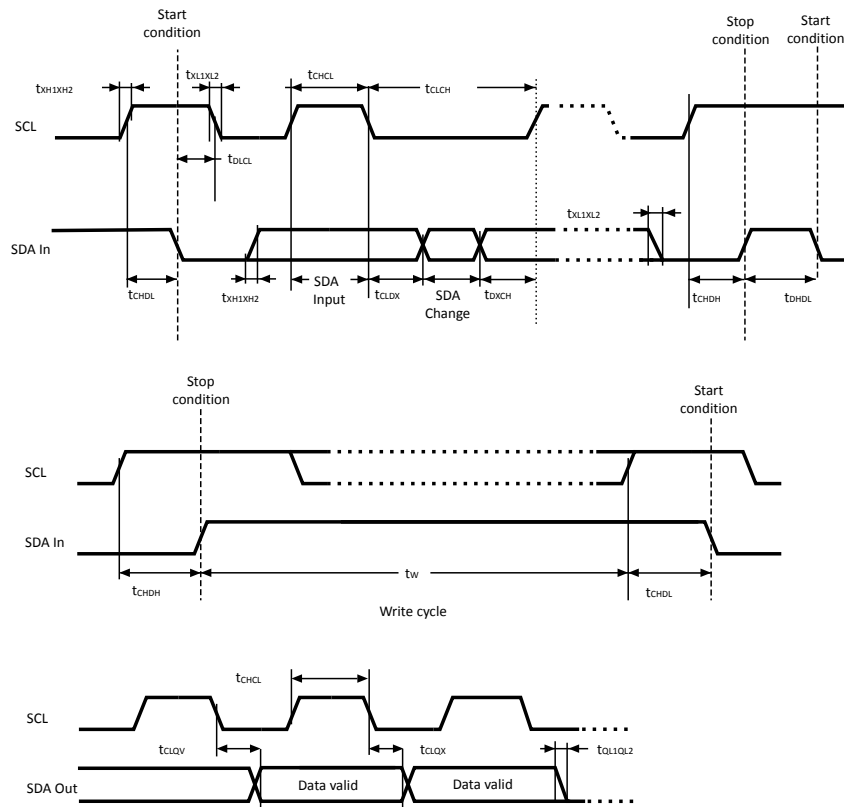 Start
condition
Stop
condition
Start
condition
tXH1XH2
tXL1XL2
tCHCL
tCLCH
SCL
tDLCL
tXL1XL2
SDA In
tCHDL
tXH1XH2
SDA
Input
tCLDX
SDA
Change
tDXCH
tCHDH
tDHDL
Stop
condition
Start
condition
SCL
SDA In
tCHDH
tW
tCHDL
Write cycle
tCHCL
SCL
tCLQV
tCLQX
tQL1QL2
SDA Out
Data valid
Data valid